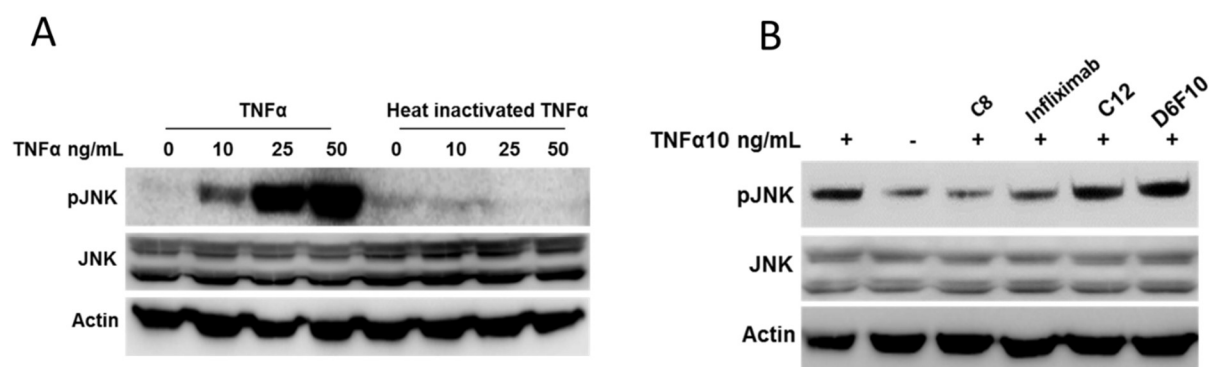 A
TNFα Heat inactivated TNFα
TNFα ng/mL 0 10 25 50 0 10 25 50
pJNK
JNK
Actin
B
C8 Infliximab C12 D6F10
TNFα10 ng/mL + - + + + +
pJNK
JNK
Actin